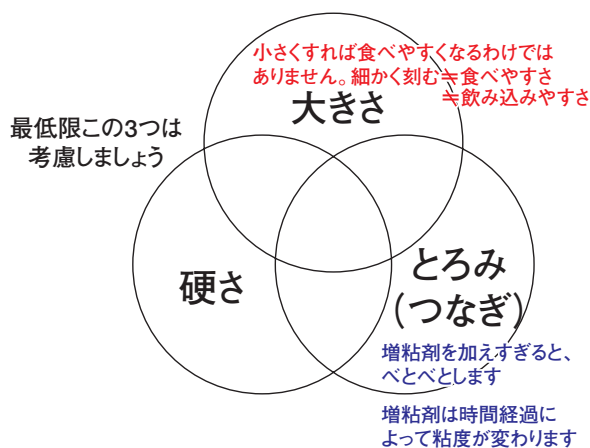 小さくすれば食べやすくなるわけでは
ありません。細かく刻む≒食べやすさ
≒飲み込みやすさ
大きさ
最低限この3つは
考慮しましょう
硬さ
とろみ
(つなぎ)
増粘剤を加えすぎると、
べとべとします
増粘剤は時間経過に
よって粘度が変わります